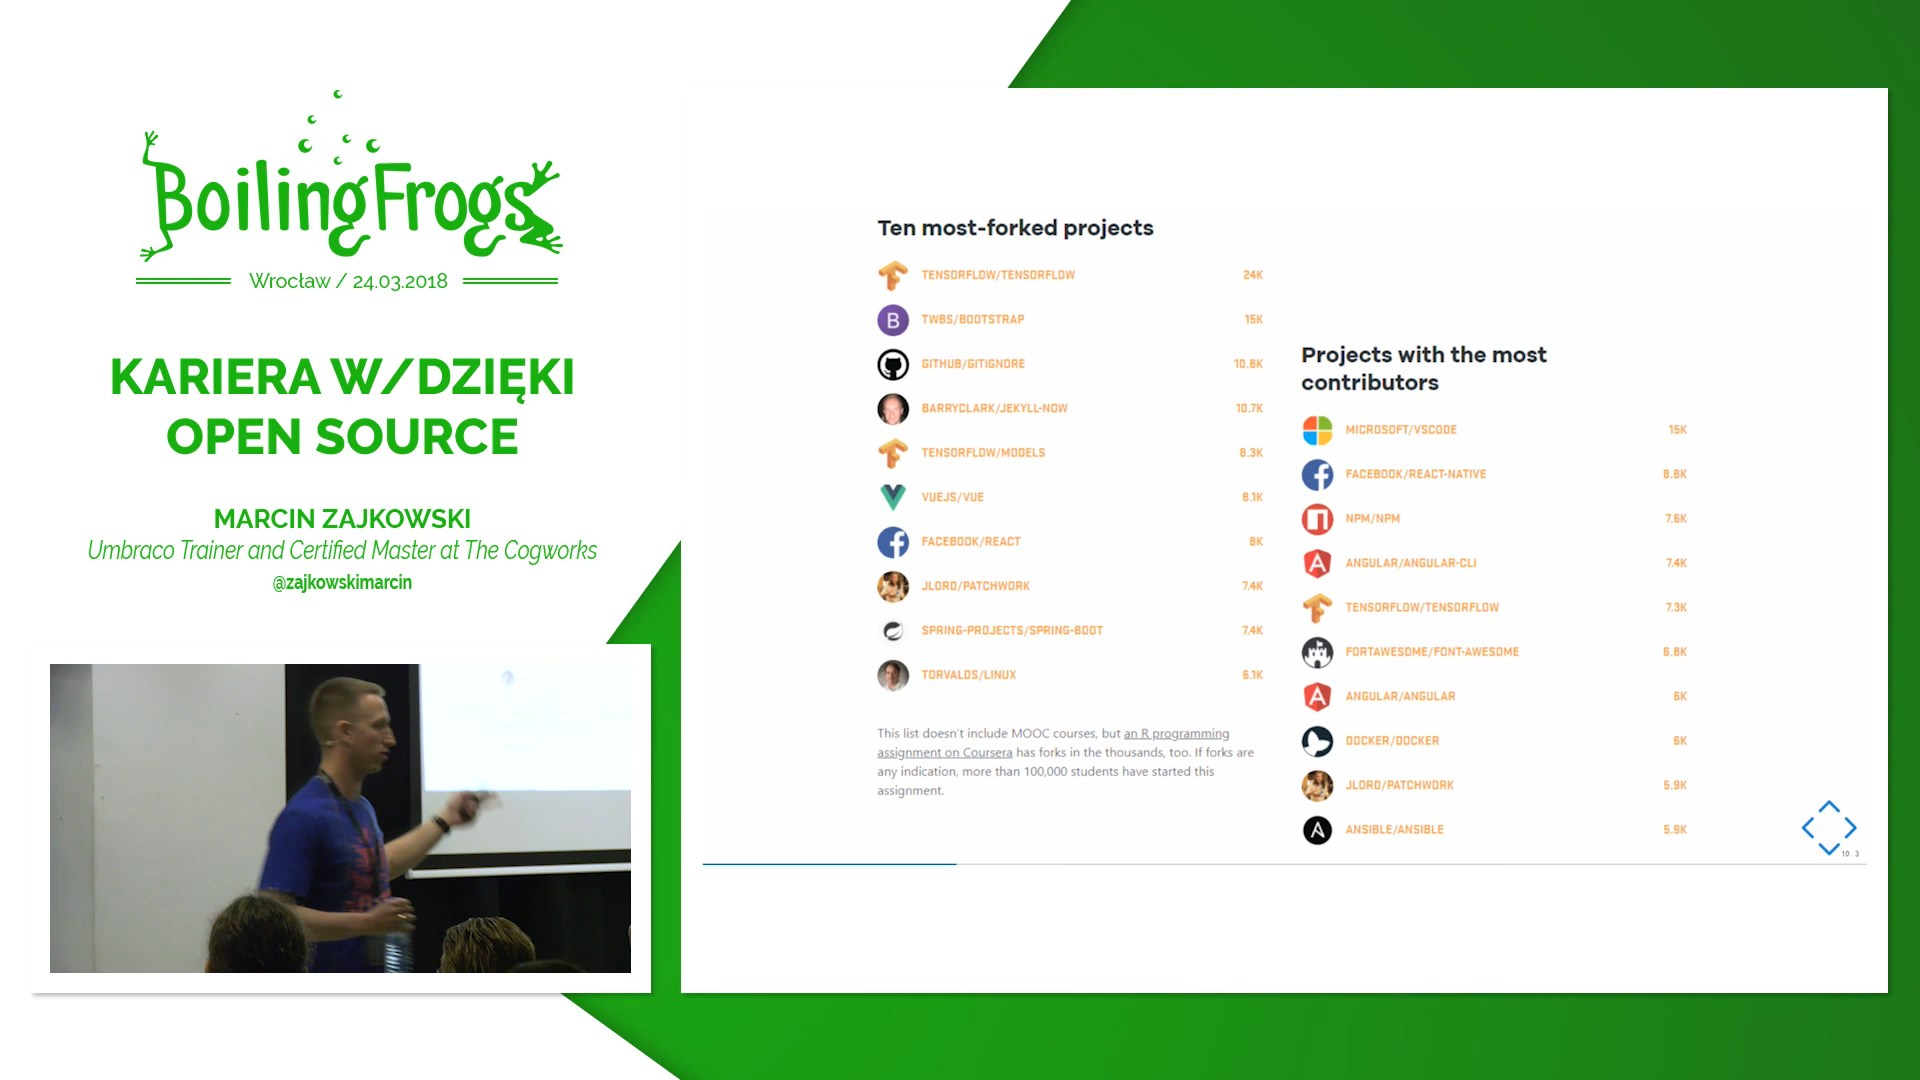 BoilingFrogs
Wrocław / 24.03.2018
KARIERA W/DZIĘKI
OPEN SOURCE
MARCIN ZAJKOWSKI
Umbraco Trainer and Certified Master at The Cogworks
@zajkowskimarcin
Ten most-forked projects
TENSORFLOW/TENSORFLOW 24K
TWBS/BOOTSTRAP 15K
GITHUB/GITIGNORE 10.8K
BARRYCLARK/JEKYLL-NOW 10.7K
TENSORFLOW/MODELS 8.3K
VUEJS/VUE 8.1K
FACEBOOK/REACT 8K
JLORD/PATCHWORK 7.4K
SPRING-PROJECTS/SPRING-BOOT 7.4K
TORVALDS/LINUX 6.1K
This list doesn't include MOOC courses, but an R programming
assignment on Coursera has forks in the thousands, too. If forks are
any indication, more than 100,000 students have started this
assignment.
Projects with the most
contributors
MICROSOFT/VSCODE 15K
FACEBOOK/REACT-NATIVE 8.8K
NPM/NPM 7.6K
ANGULAR/ANGULAR-CLI 7.4K
TENSORFLOW/TENSORFLOW 7.3K
FORTAWESOME/FONT-AWESOME 6.8K
ANGULAR/ANGULAR 6K
DOCKER/DOCKER 6K
JLORD/PATCHWORK 5.9K
ANSIBLE/ANSIBLE 5.9K
10.3